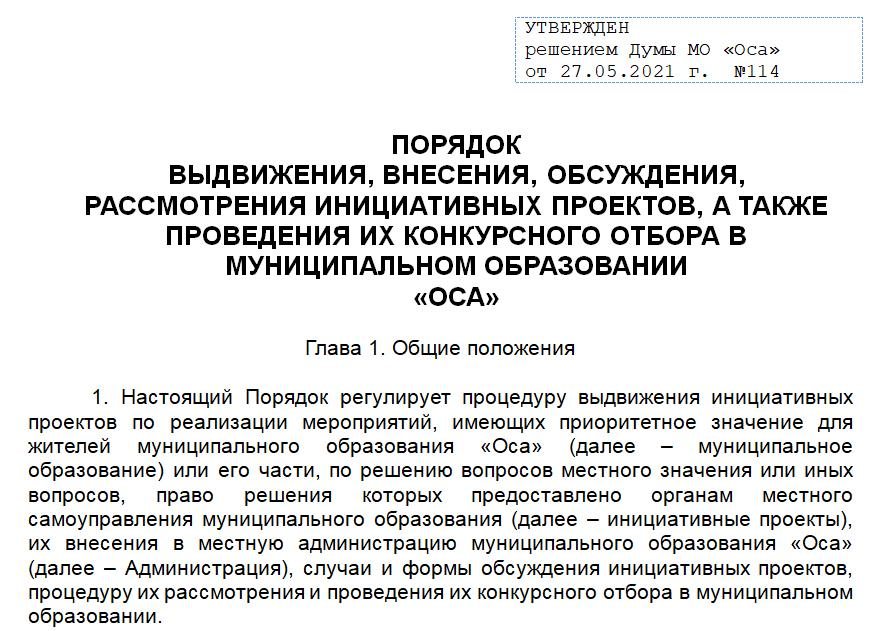 УТВЕРЖДЕН
решением Думы МО «Оса»
от 27.05.2021 г. №114
ПОРЯДОК
ВЫДВИЖЕНИЯ, ВНЕСЕНИЯ, ОБСУЖДЕНИЯ,
РАССМОТРЕНИЯ ИНИЦИАТИВНЫХ ПРОЕКТОВ, А ТАКЖЕ
ПРОВЕДЕНИЯ ИХ КОНКУРСНОГО ОТБОРА В
МУНИЦИПАЛЬНОМ ОБРАЗОВАНИИ
«ОСА»
Глава 1. Общие положения
1. Настоящий Порядок регулирует процедуру выдвижения инициативных
проектов по реализации мероприятий, имеющих приоритетное значение для
жителей муниципального образования «Оса» (далее – муниципальное
образование) или его части, по решению вопросов местного значения или иных
вопросов, право решения которых предоставлено органам местного
самоуправления муниципального образования (далее – инициативные проекты),
их внесения в местную администрацию муниципального образования «Оса»
(далее – Администрация), случаи и формы обсуждения инициативных проектов,
процедуру их рассмотрения и проведения их конкурсного отбора в муниципальном
образовании.